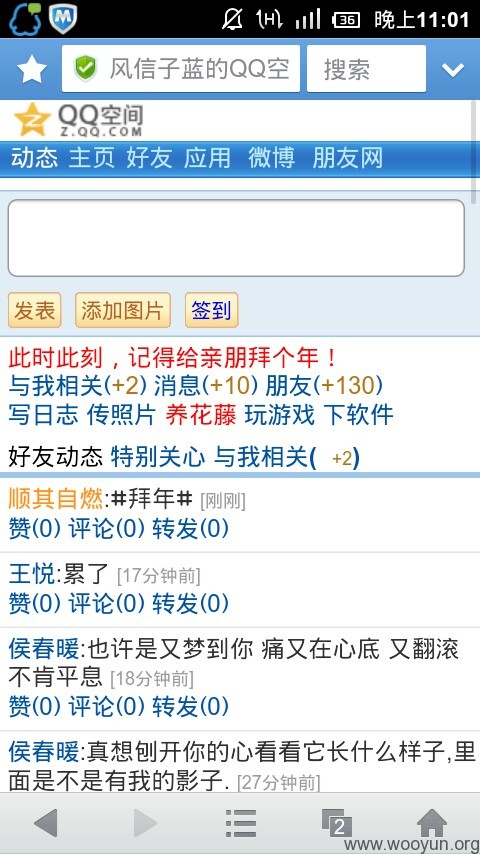 36 晚上11:01
风信子蓝的QQ空 搜索
QQ空间
Z.QQ.COM
动态 主页 好友 应用 微博 朋友网
发表 添加图片 签到
此时此刻，记得给亲朋拜个年！
与我相关(+2) 消息(+10) 朋友(+130)
写日志 传照片 养花藤 玩游戏 下软件
好友动态 特别关心 与我相关( +2)
顺其自燃:#拜年# [刚刚]
赞(0) 评论(0) 转发(0)
王悦:累了 [17分钟前]
赞(0) 评论(0) 转发(0)
侯春暖:也许是又梦到你 痛又在心底 又翻滚
不肯平息 [18分钟前]
赞(0) 评论(0) 转发(0)
侯春暖:真想刨开你的心看看它长什么样子,里
面是不是有我的影子. [27分钟前]
2
www.wooyun.org